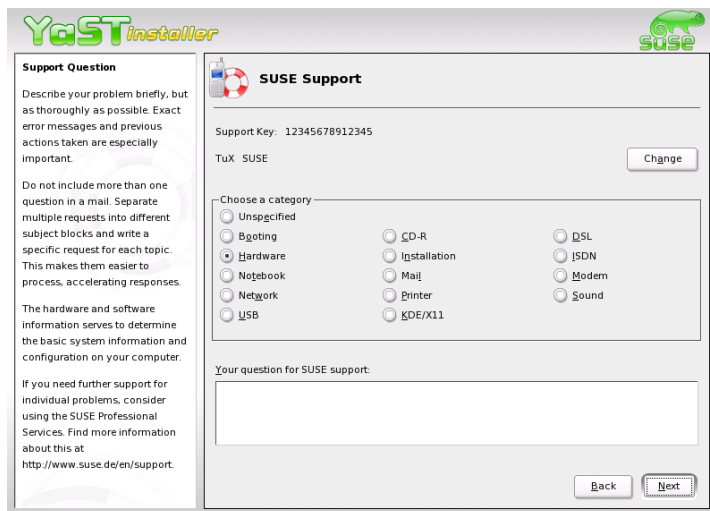 YaST installer
SUSE
Support Question
Describe your problem briefly, but
as thoroughly as possible. Exact
error messages and previous
actions taken are especially
important.
Do not include more than one
question in a mail. Separate
multiple requests into different
subject blocks and write a
specific request for each topic.
This makes them easier to
process, accelerating responses.
The hardware and software
information serves to determine
the basic system information and
configuration on your computer.
If you need further support for
individual problems, consider
using the SUSE Professional
Services. Find more information
about this at
http://www.suse.de/en/support.
SUSE Support
Support Key: 12345678912345
TuX SUSE
Change
Choose a category
Unspecified
Booting CD-R DSL
Hardware Installation ISDN
Notebook Mail Modem
Network Printer Sound
USB KDE/X11
Your question for SUSE support:
Back Next